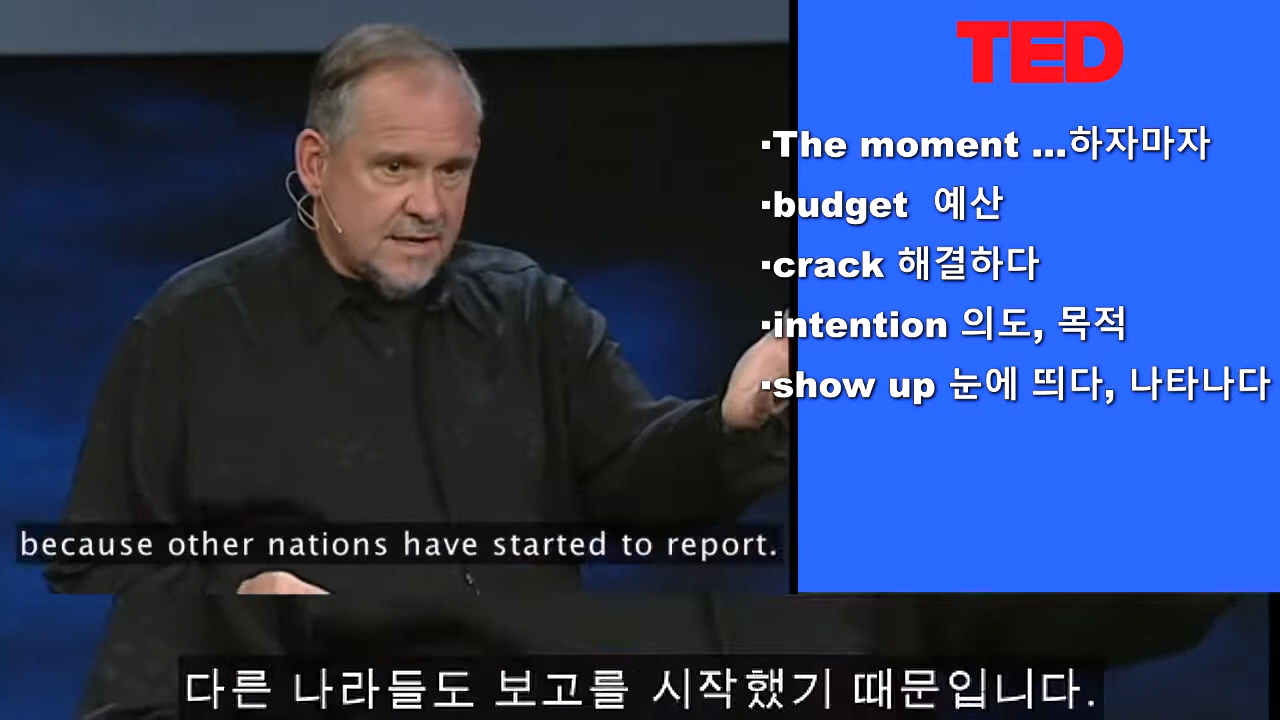 TED
▪The moment ...하자마자
▪budget 예산
▪crack 해결하다
▪intention 의도, 목적
▪show up 눈에 띄다, 나타나다
because other nations have started to report.
다른 나라들도 보고를 시작했기 때문입니다.